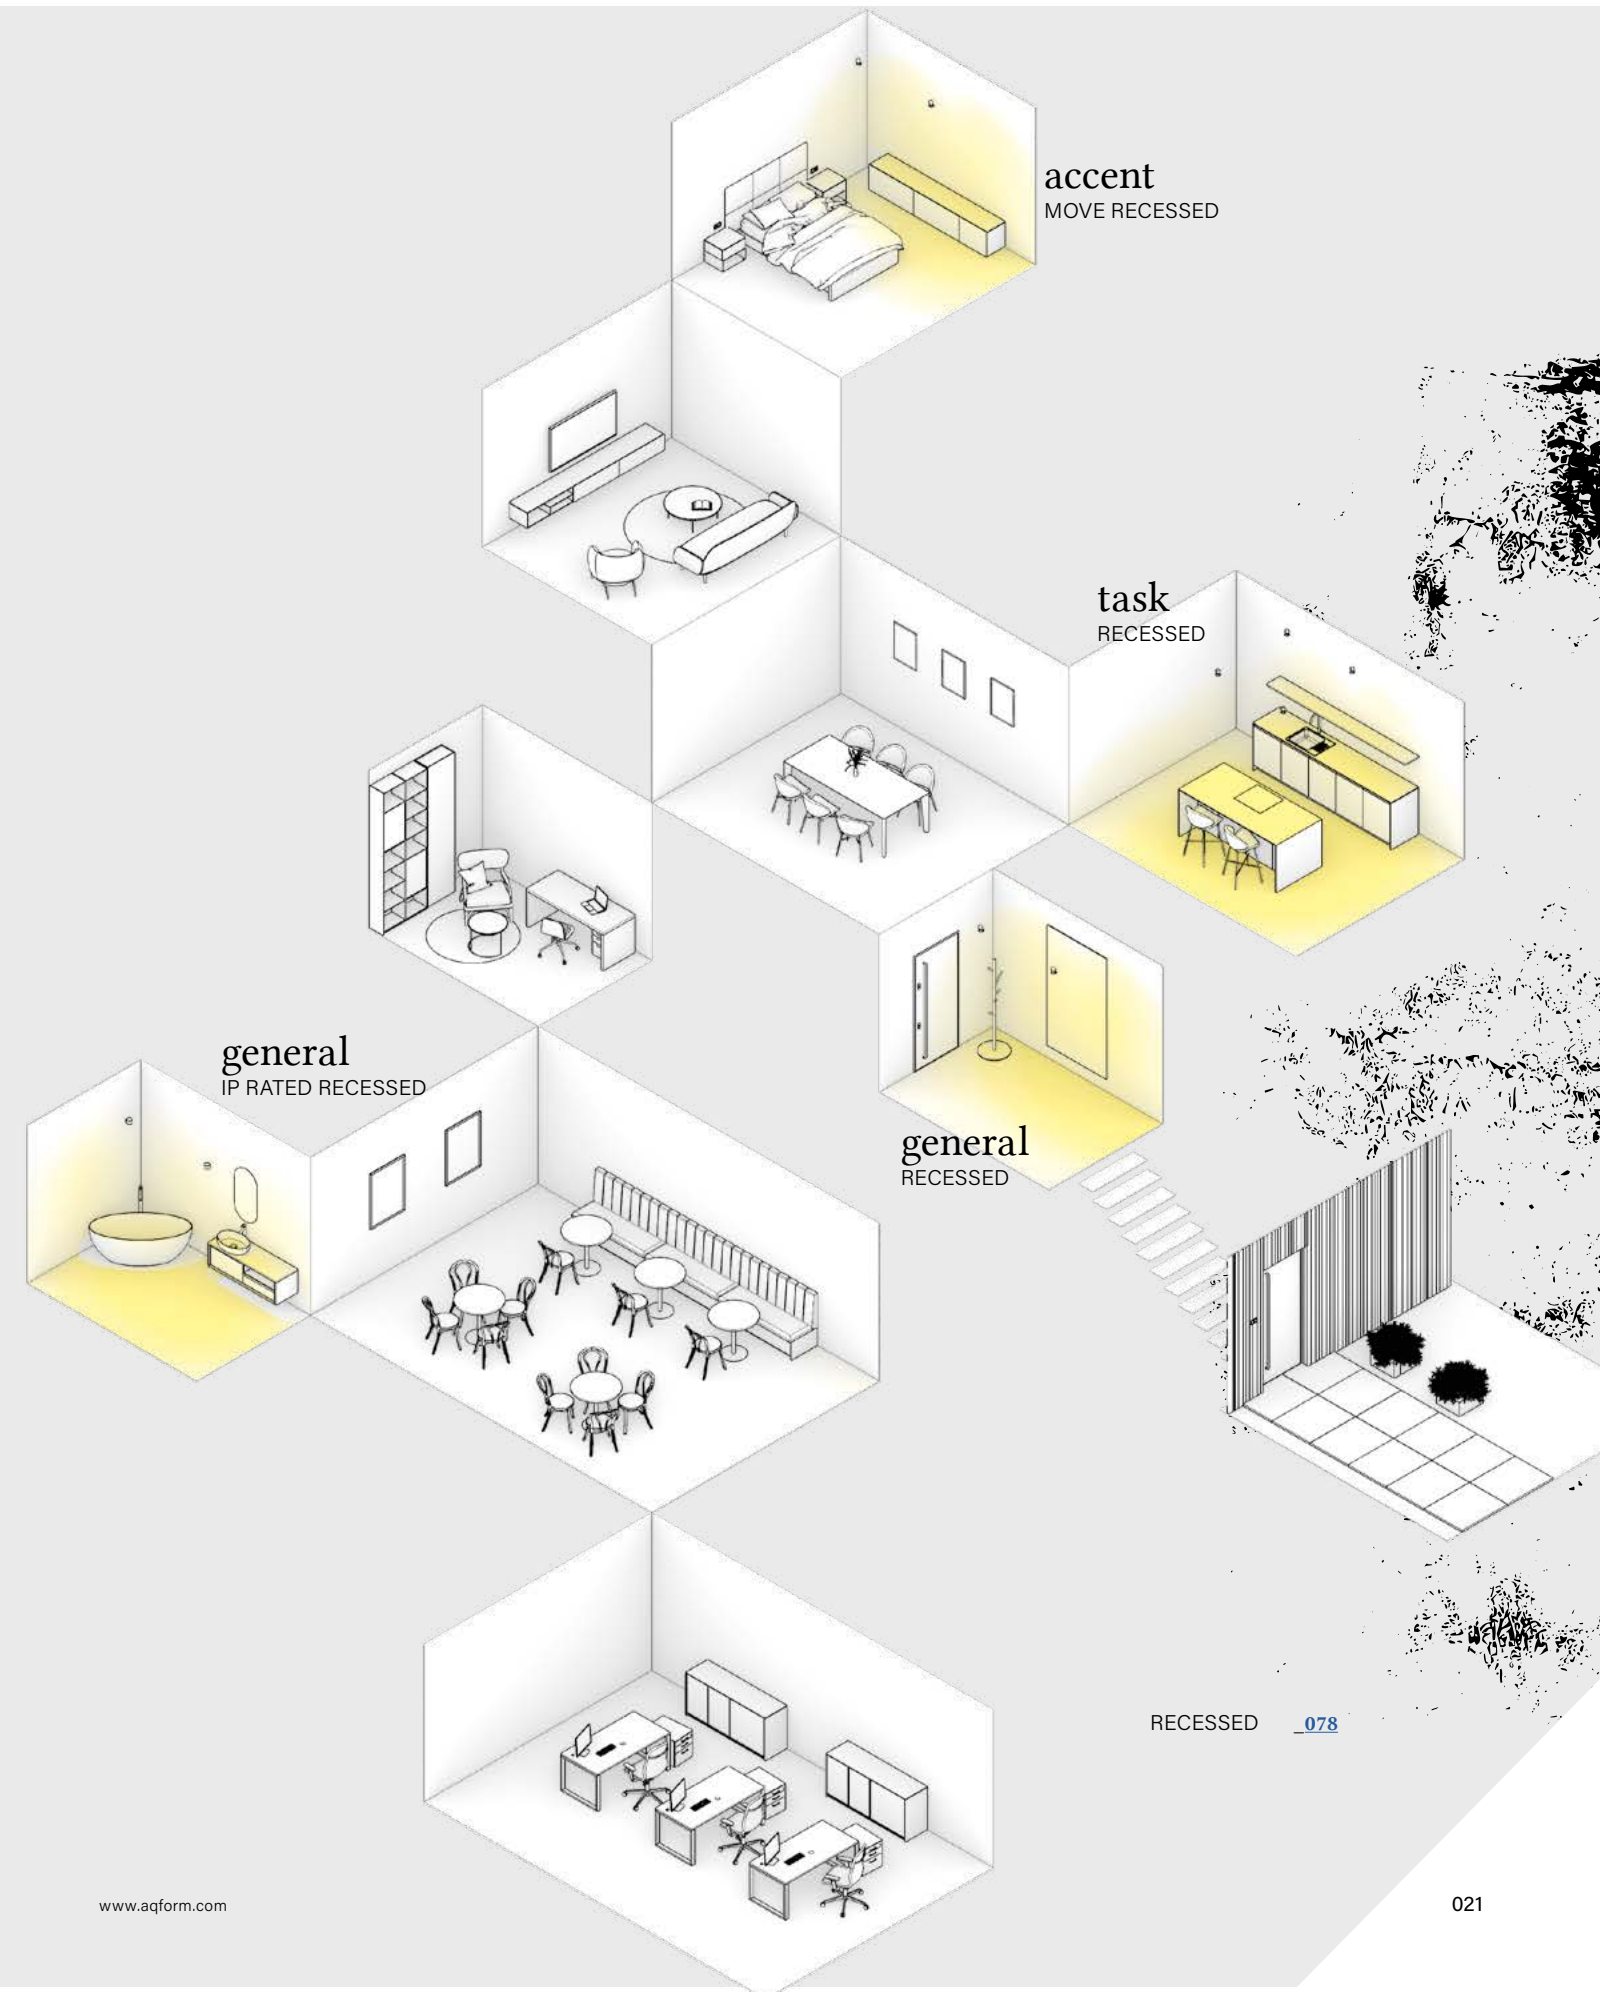 accent
MOVE RECESSED
task
RECESSED
general
IP RATED RECESSED
general
RECESSED
RECESSED _078
www.aqform.com
021